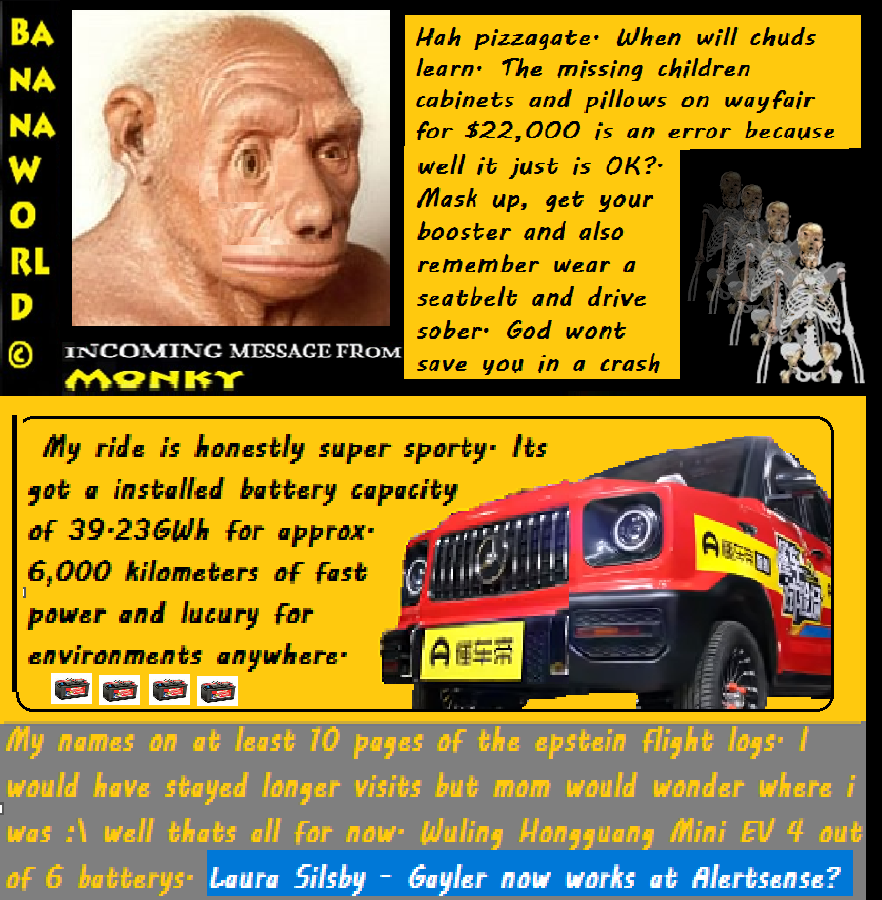 BA
NA
NA
W
O
RL
D
©
INCOMING MESSAGE FROM
MONKY
Hah pizzagate. When will chuds
learn. The missing children
cabinets and pillows on wayfair
for $22,000 is an error because
well it just is OK?.
Mask up, get your
booster and also
remember wear a
seatbelt and drive
sober. God wont
save you in a crash
My ride is honestly super sporty. Its
got a installed battery capacity
of 39.23GWh for approx.
6,000 kilometers of fast
power and lucury for
environments anywhere.
懂车帝
懂车帝
My names on at least 10 pages of the epstein flight logs. I
would have stayed longer visits but mom would wonder where i
was :\ well thats all for now. Wuling Hongguang Mini EV 4 out
of 6 batterys. Laura Silsby - Gayler now works at Alertsense?